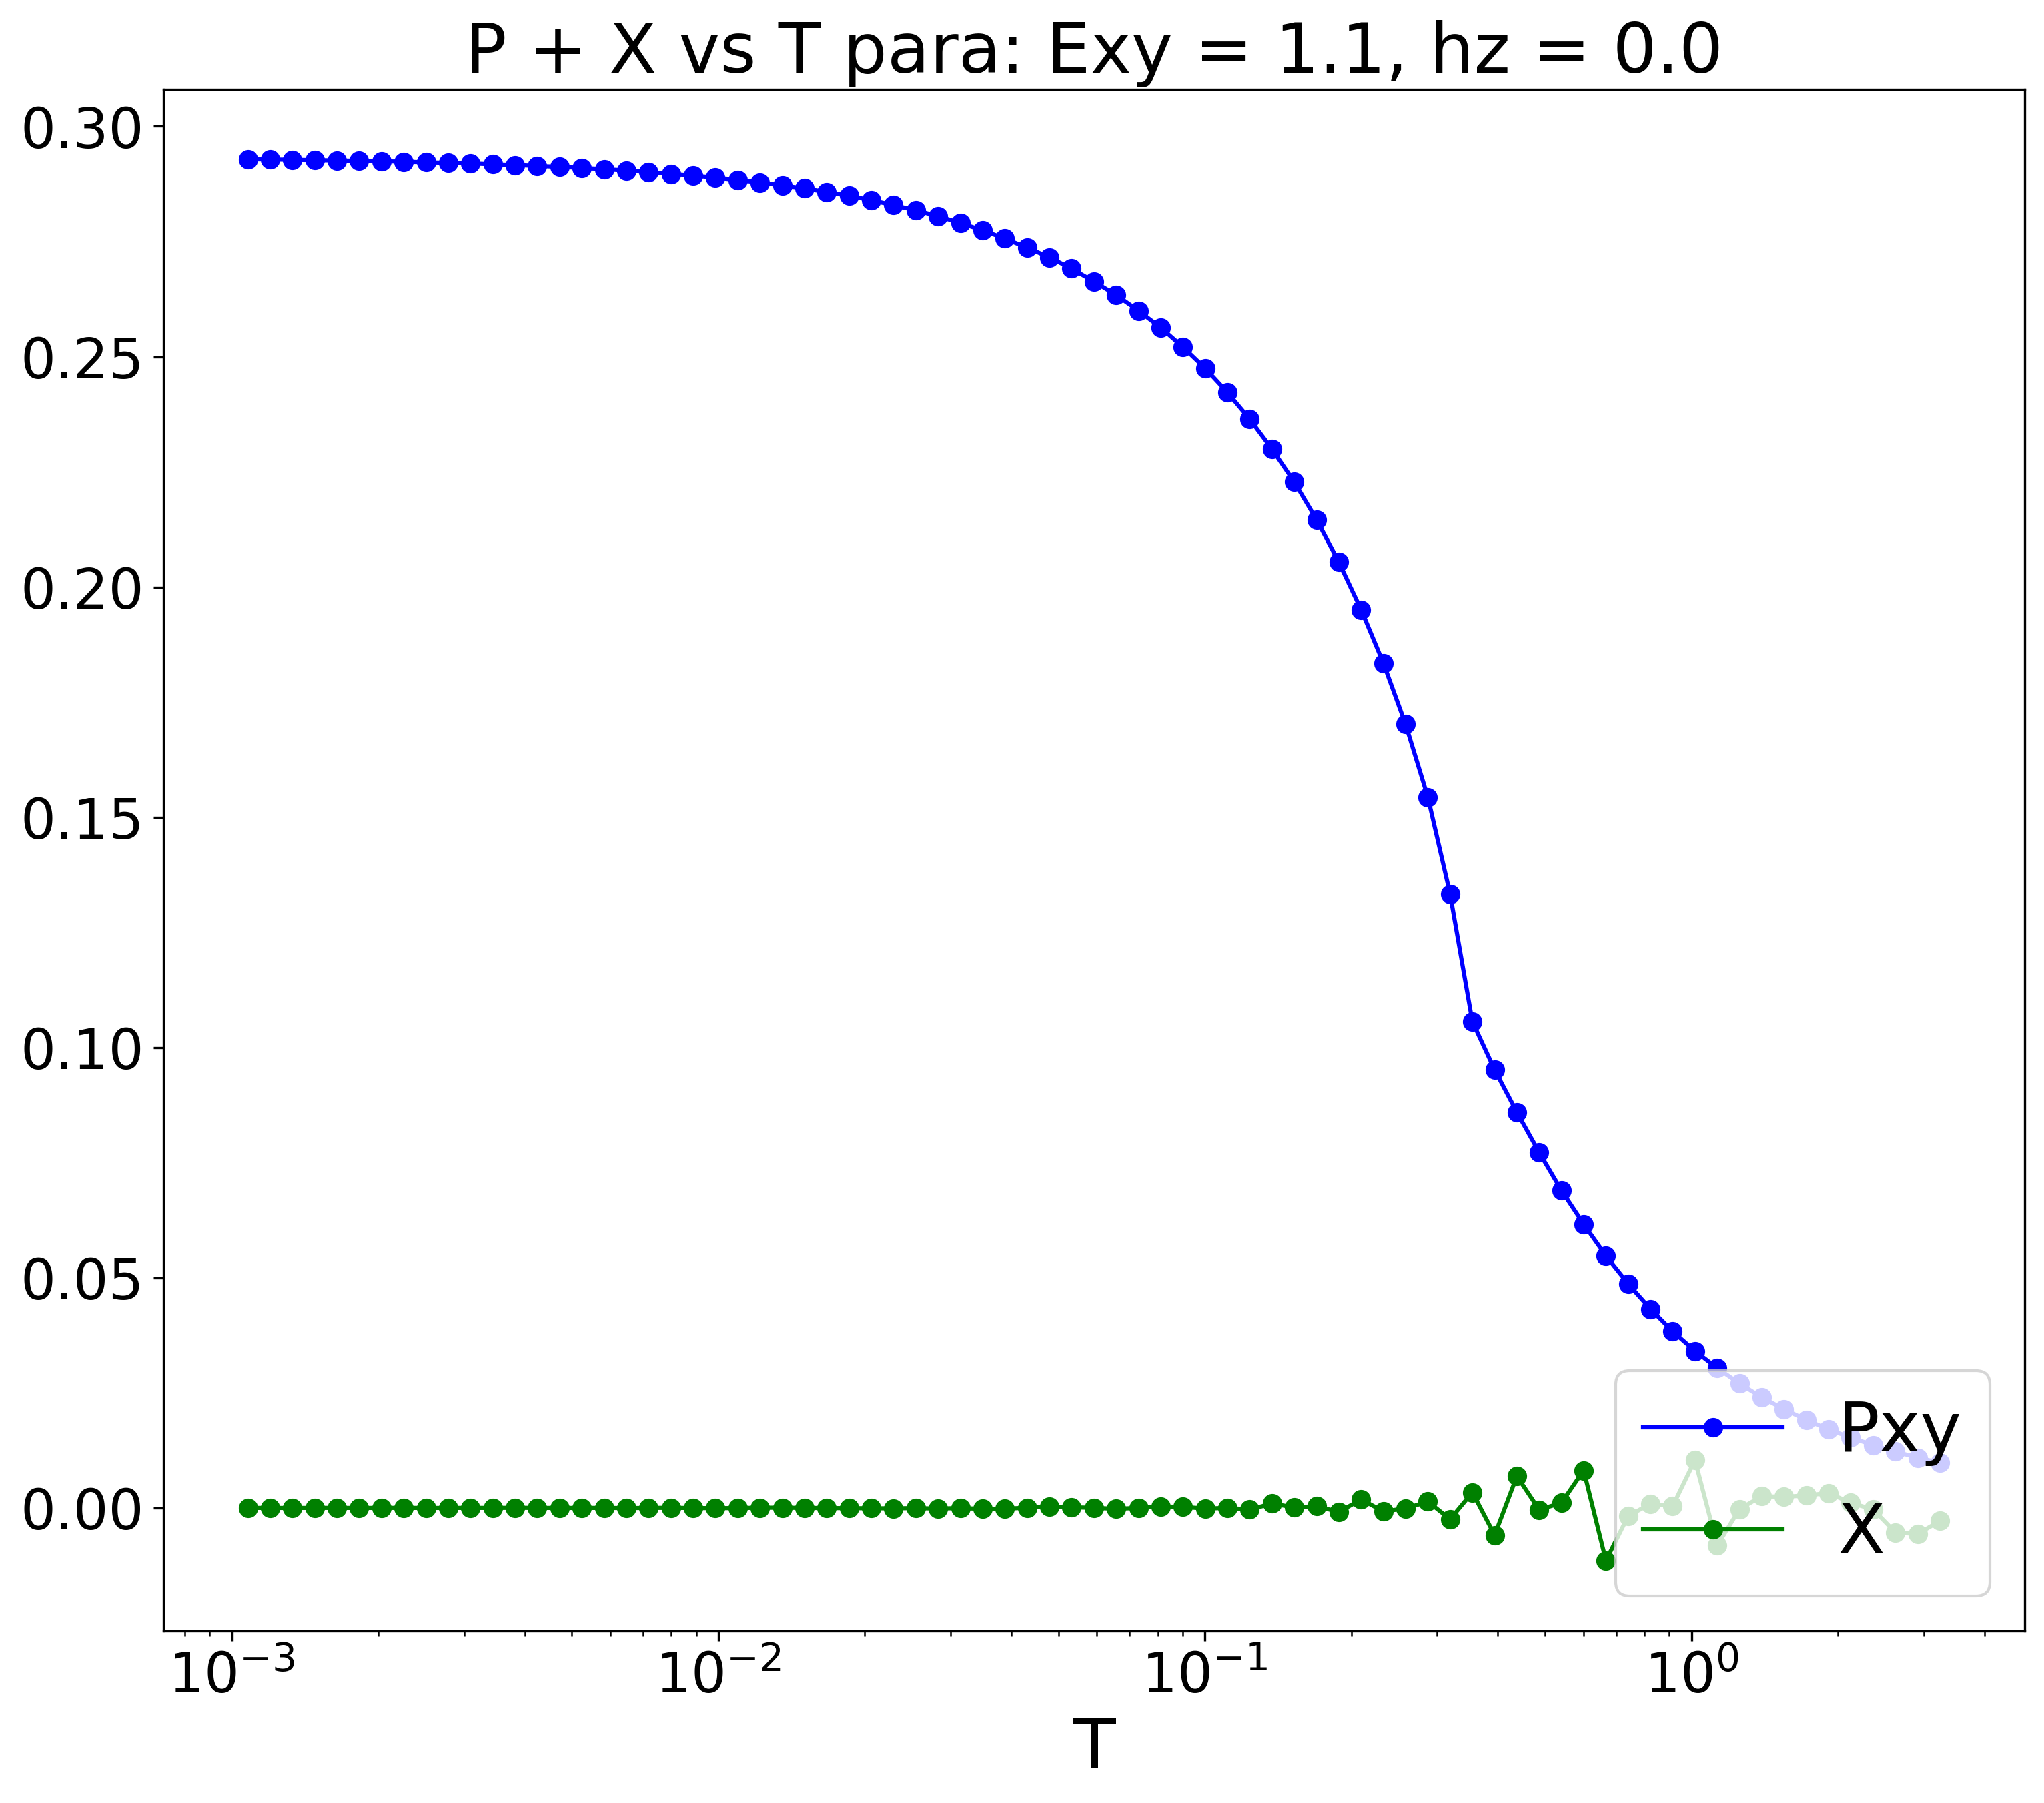 P + X vs T para: Exy = 1.1, hz = 0.0
0.30
0.25
0.20
0.15
0.10
0.05
0.00
Pxy
X
10⁻³ 10⁻² 10⁻¹ 10⁰
T